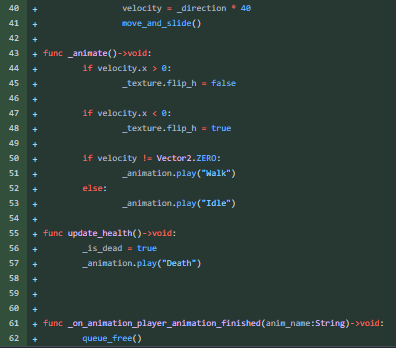 40 + velocity = _direction * 40
41 + move_and_slide()
42 +
43 + func _animate()->void:
44 + if velocity.x > 0:
45 + _texture.flip_h = false
46 +
47 + if velocity.x < 0:
48 + _texture.flip_h = true
49 +
50 + if velocity != Vector2.ZERO:
51 + _animation.play("Walk")
52 + else:
53 + _animation.play("Idle")
54 +
55 + func update_health()->void:
56 + _is_dead = true
57 + _animation.play("Death")
58 +
59 +
60 +
61 + func _on_animation_player_animation_finished(anim_name:String)->void:
62 + queue_free()